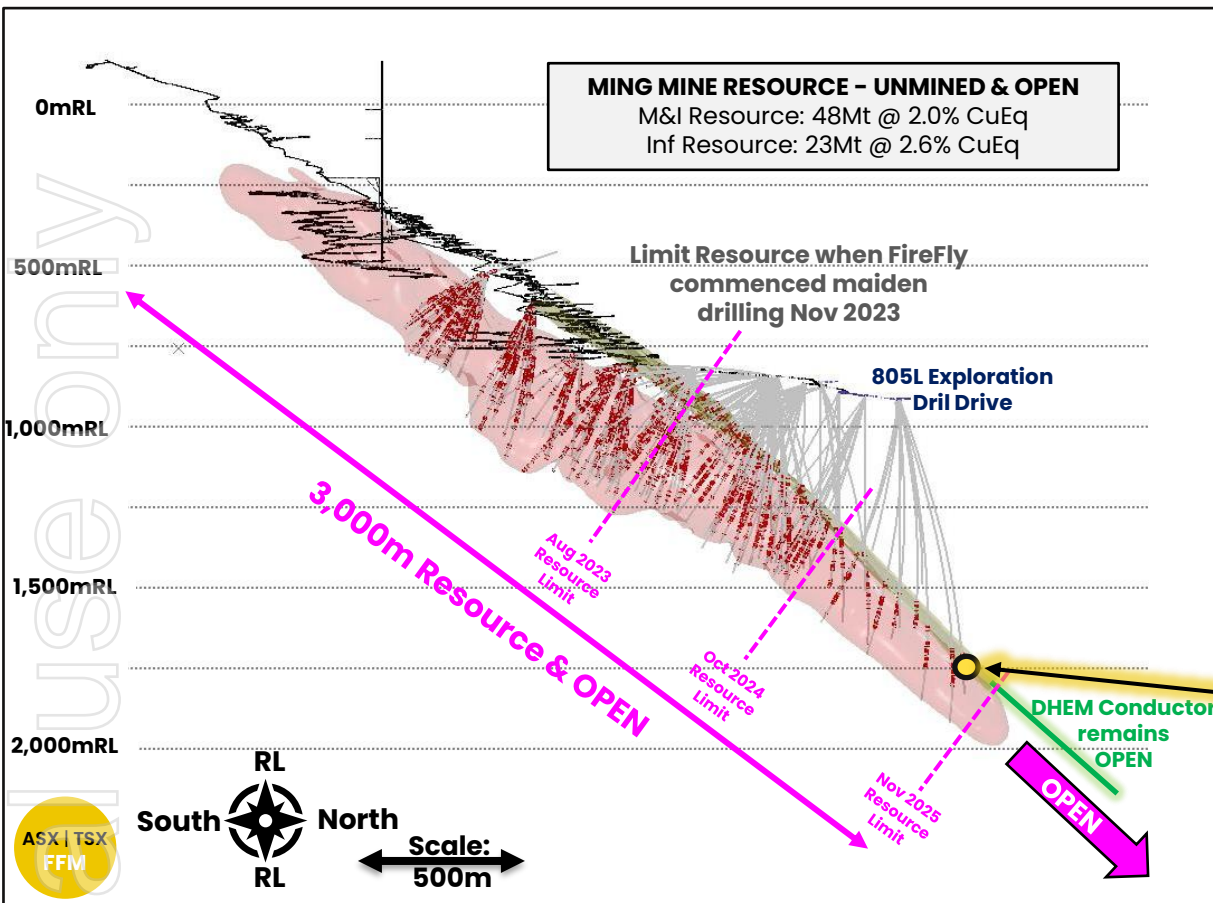 MING MINE RESOURCE – UNMINED & OPEN
M&I Resource: 48Mt @ 2.0% CuEq
Inf Resource: 23Mt @ 2.6% CuEq
0mRL
500mRL
1,000mRL
1,500mRL
2,000mRL
Limit Resource when FireFly
commenced maiden
drilling Nov 2023
805L Exploration
Dril Drive
Aug 2023
Resource
Limit
3,000m Resource & OPEN
Oct 2024
Resource
Limit
DHEM Conductor
remains
OPEN
Nov 2025
Resource
Limit
OPEN
RL
South
North
RL
Scale:
500m
ASX | TSX
FFM
al use only